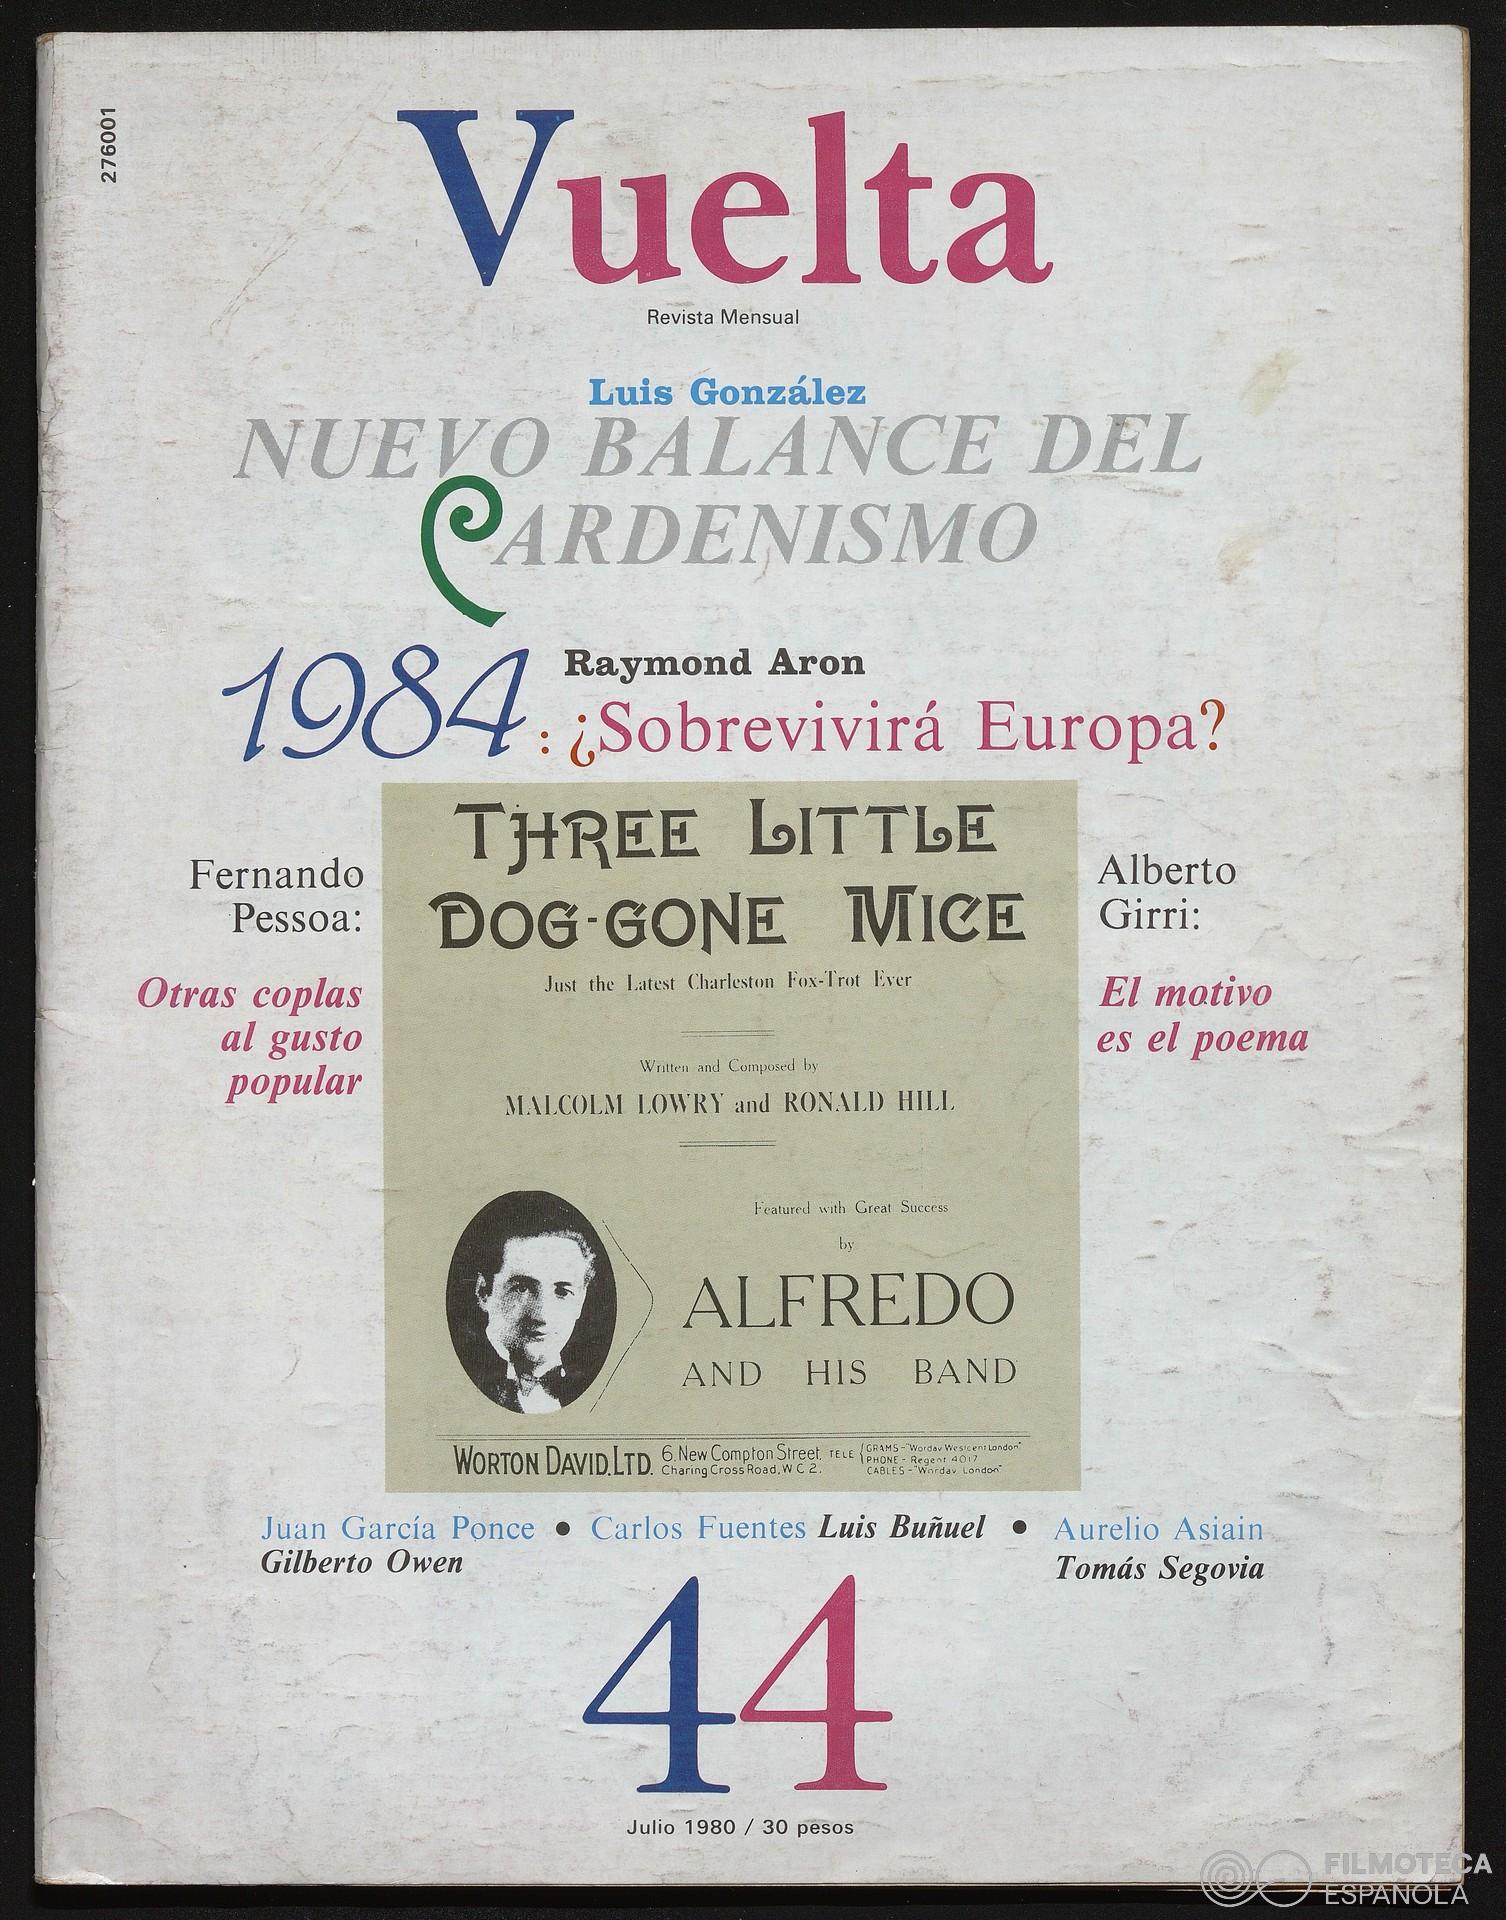 276001
Vuelta
Revista Mensual
Luis González
NUEVO BALANCE DEL
CARDENISMO
1984 : ¿Sobrevivirá Europa?
Raymond Aron
Fernando
Pessoa:
Otras coplas
al gusto
popular
THREE LITTLE
DOG-GONE MICE
Just the Latest Charleston Fox-Trot Ever
Written and Composed by
MALCOLM LOWRY and RONALD HILL
Featured with Great Success
by
ALFREDO
AND HIS BAND
WORTON DAVID. LTD. 6, New Compton Street, Charing Cross Road, W C 2.
TELE GRAMS - "Wordav Westcent London"
PHONE - Regent 4017
CABLES - "Wordav London"
Alberto
Girri:
El motivo
es el poema
Juan García Ponce • Carlos Fuentes Luis Buñuel • Aurelio Asiain
Gilberto Owen
Tomás Segovia
44
Julio 1980 / 30 pesos
FILMOTECA
ESPAÑOLA